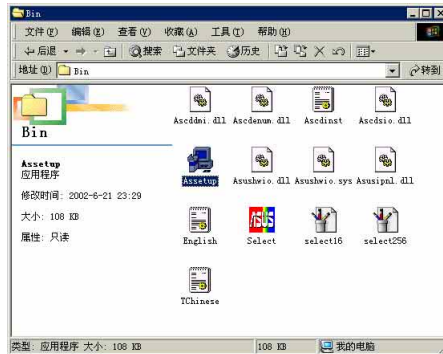 Bin
文件(F) 编辑(E) 查看(V) 收藏(A) 工具(T) 帮助(H)
后退 搜索 文件夹 历史
地址(D) Bin 转到
Bin
Assetup
应用程序
修改时间: 2002-6-21 23:29
大小: 108 KB
属性: 只读
Ascddmi.dll Ascdenum.dll Ascdinst Ascdsio.dll
Assetup Asushwio.dll Asushwio.sys Asusipnl.dll
English Select select16 select256
TChinese
类型: 应用程序 大小: 108 KB 108 KB 我的电脑